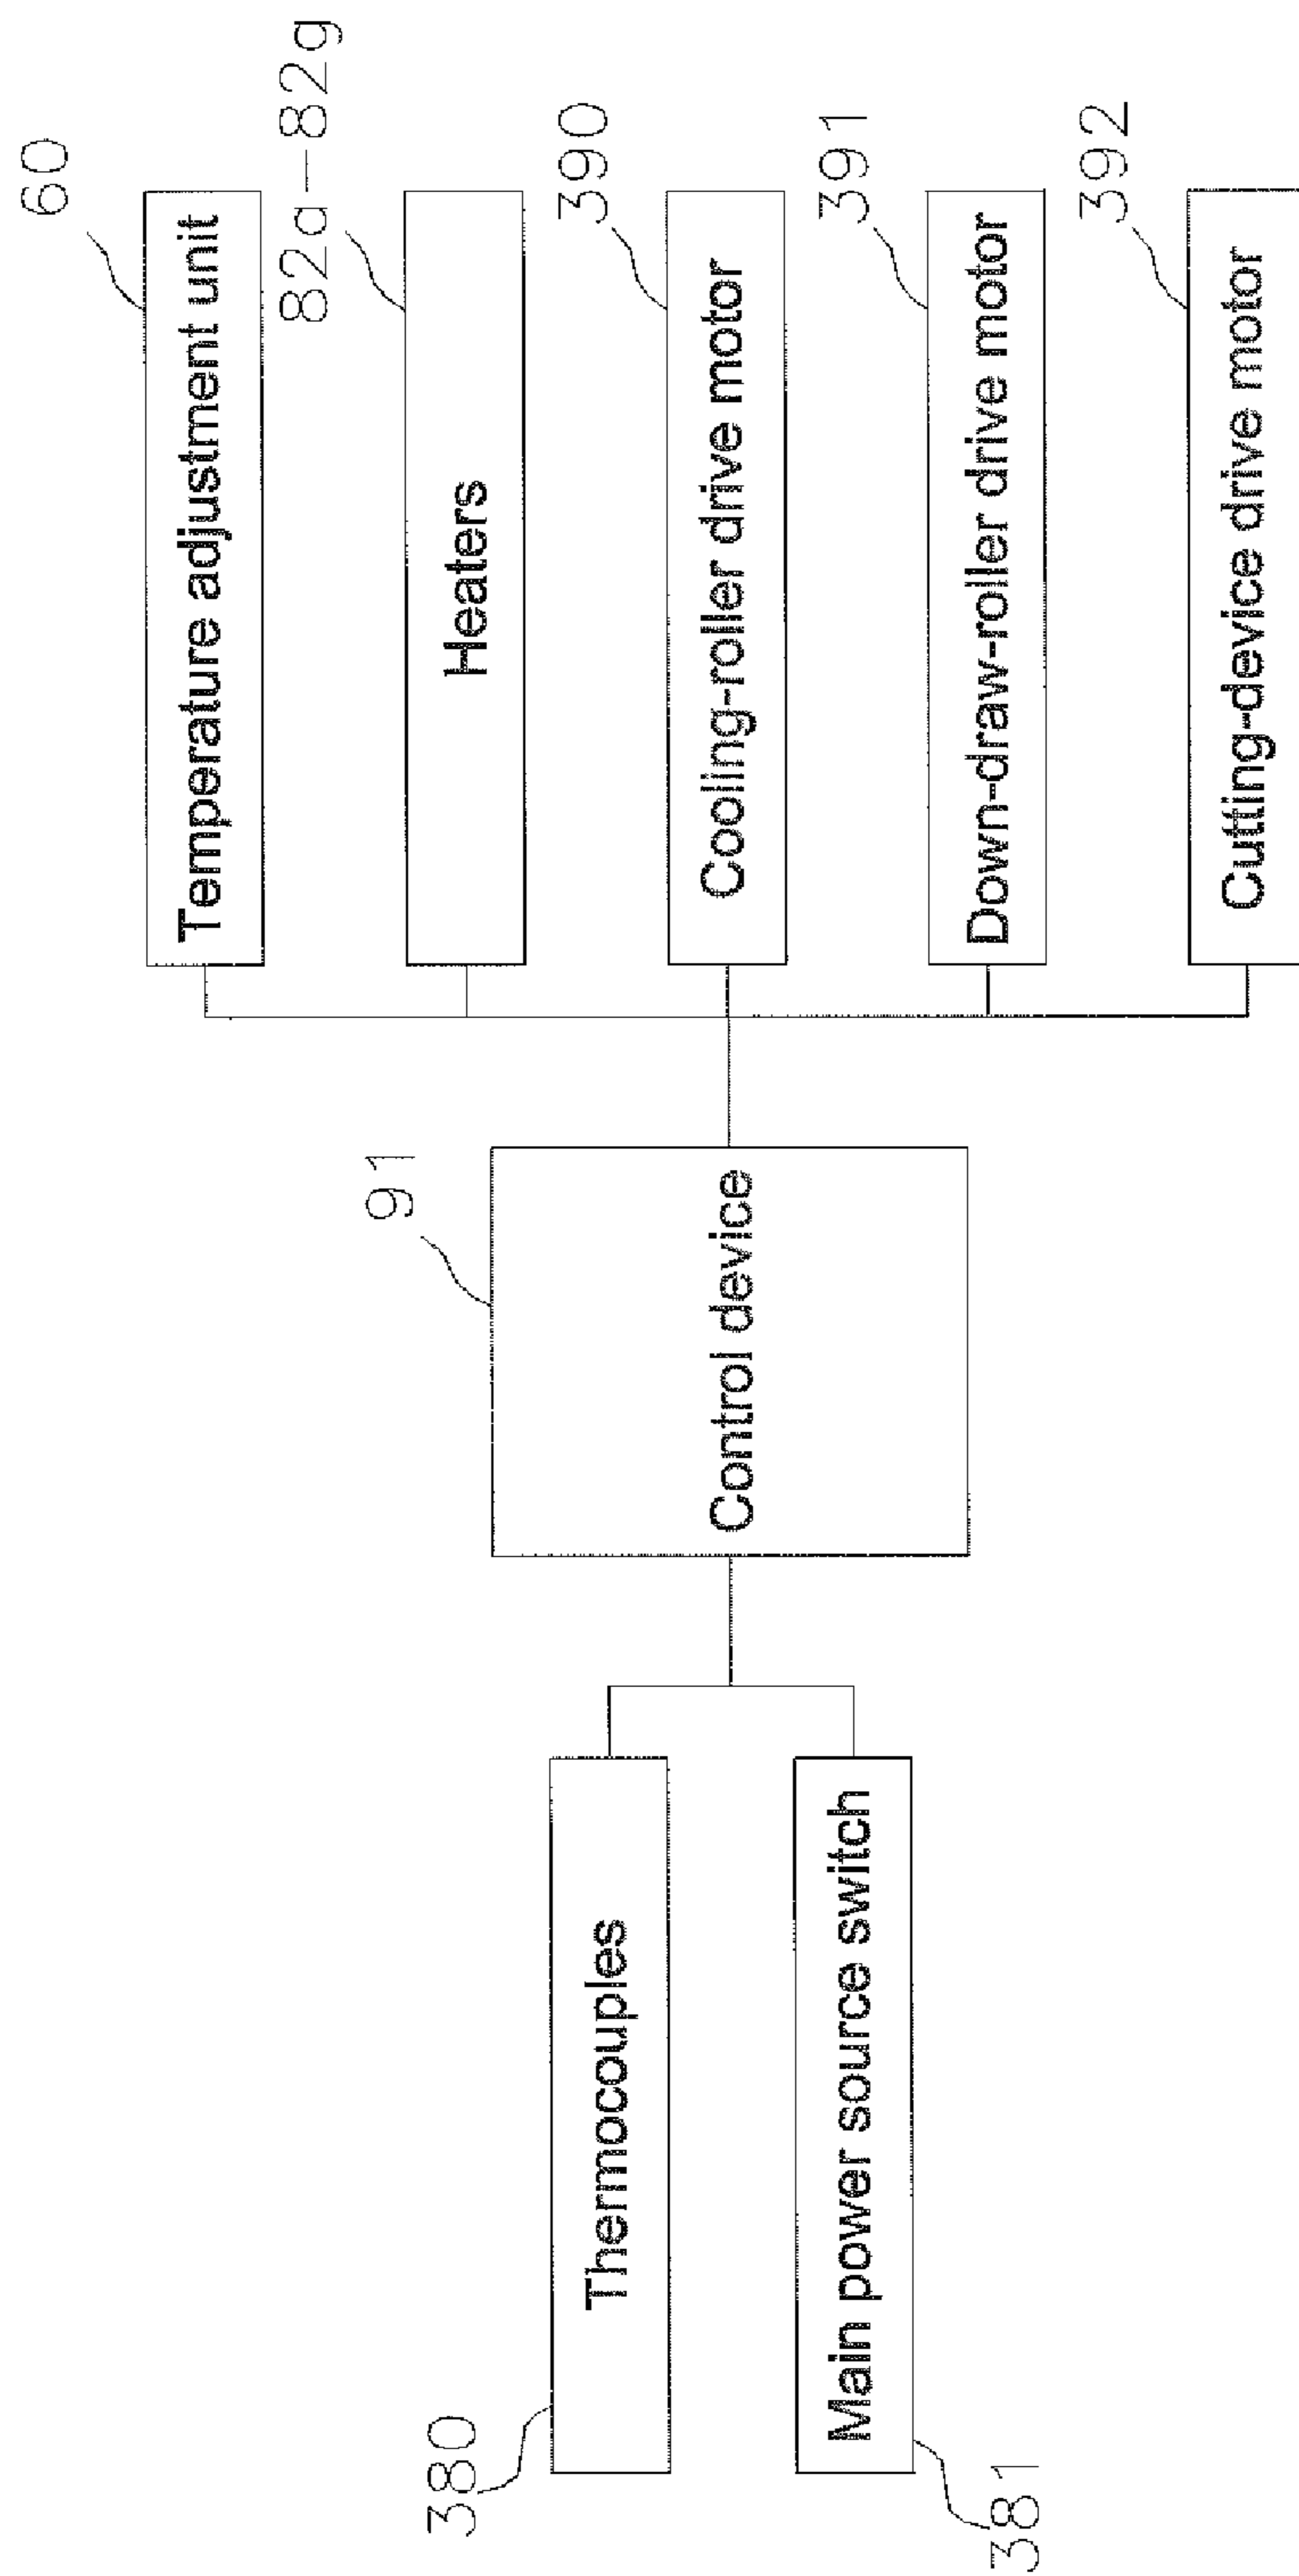 380
Thermocouples
Main power source switch
381
91
Control device
60
Temperature adjustment unit
82a-82g
Heaters
390
Cooling-roller drive motor
391
Down-draw-roller drive motor
392
Cutting-device drive motor